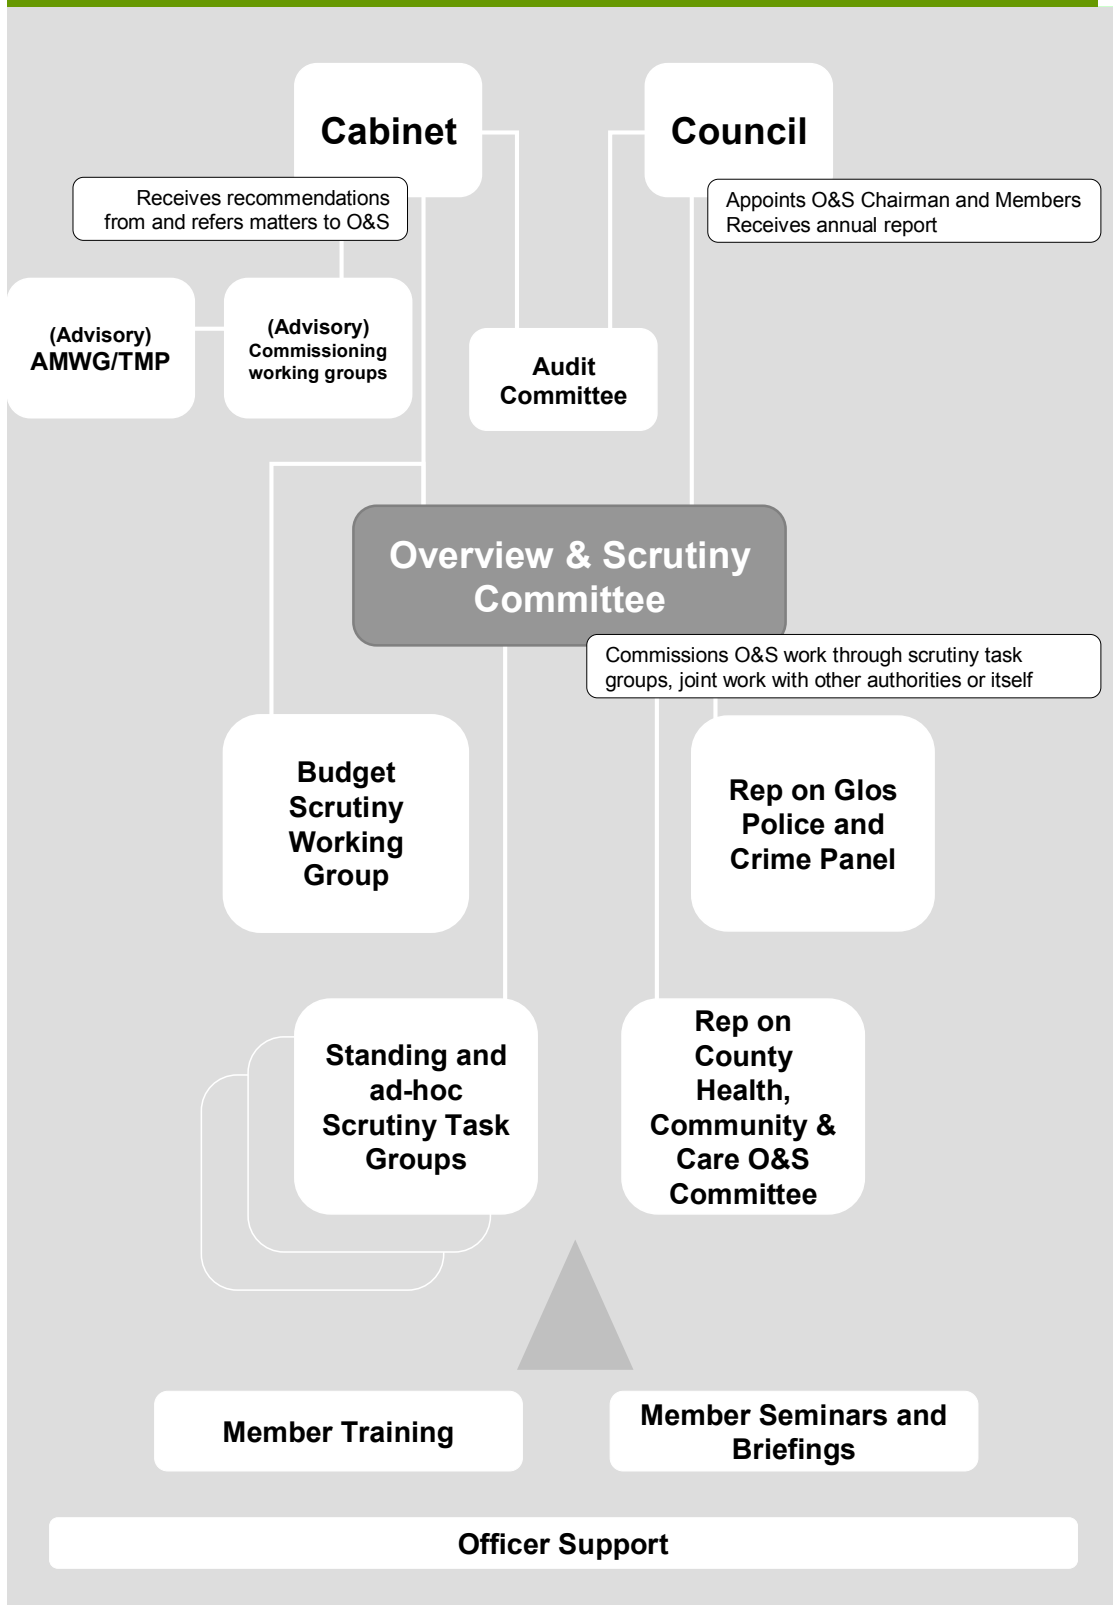 Cabinet
Council
Receives recommendations
from and refers matters to O&S
Appoints O&S Chairman and Members
Receives annual report
(Advisory)
AMWG/TMP
(Advisory)
Commissioning
working groups
Audit
Committee
Overview & Scrutiny
Committee
Commissions O&S work through scrutiny task
groups, joint work with other authorities or itself
Budget
Scrutiny
Working
Group
Rep on Glos
Police and
Crime Panel
Standing and
ad-hoc
Scrutiny Task
Groups
Rep on
County
Health,
Community &
Care O&S
Committee
Member Training
Member Seminars and
Briefings
Officer Support